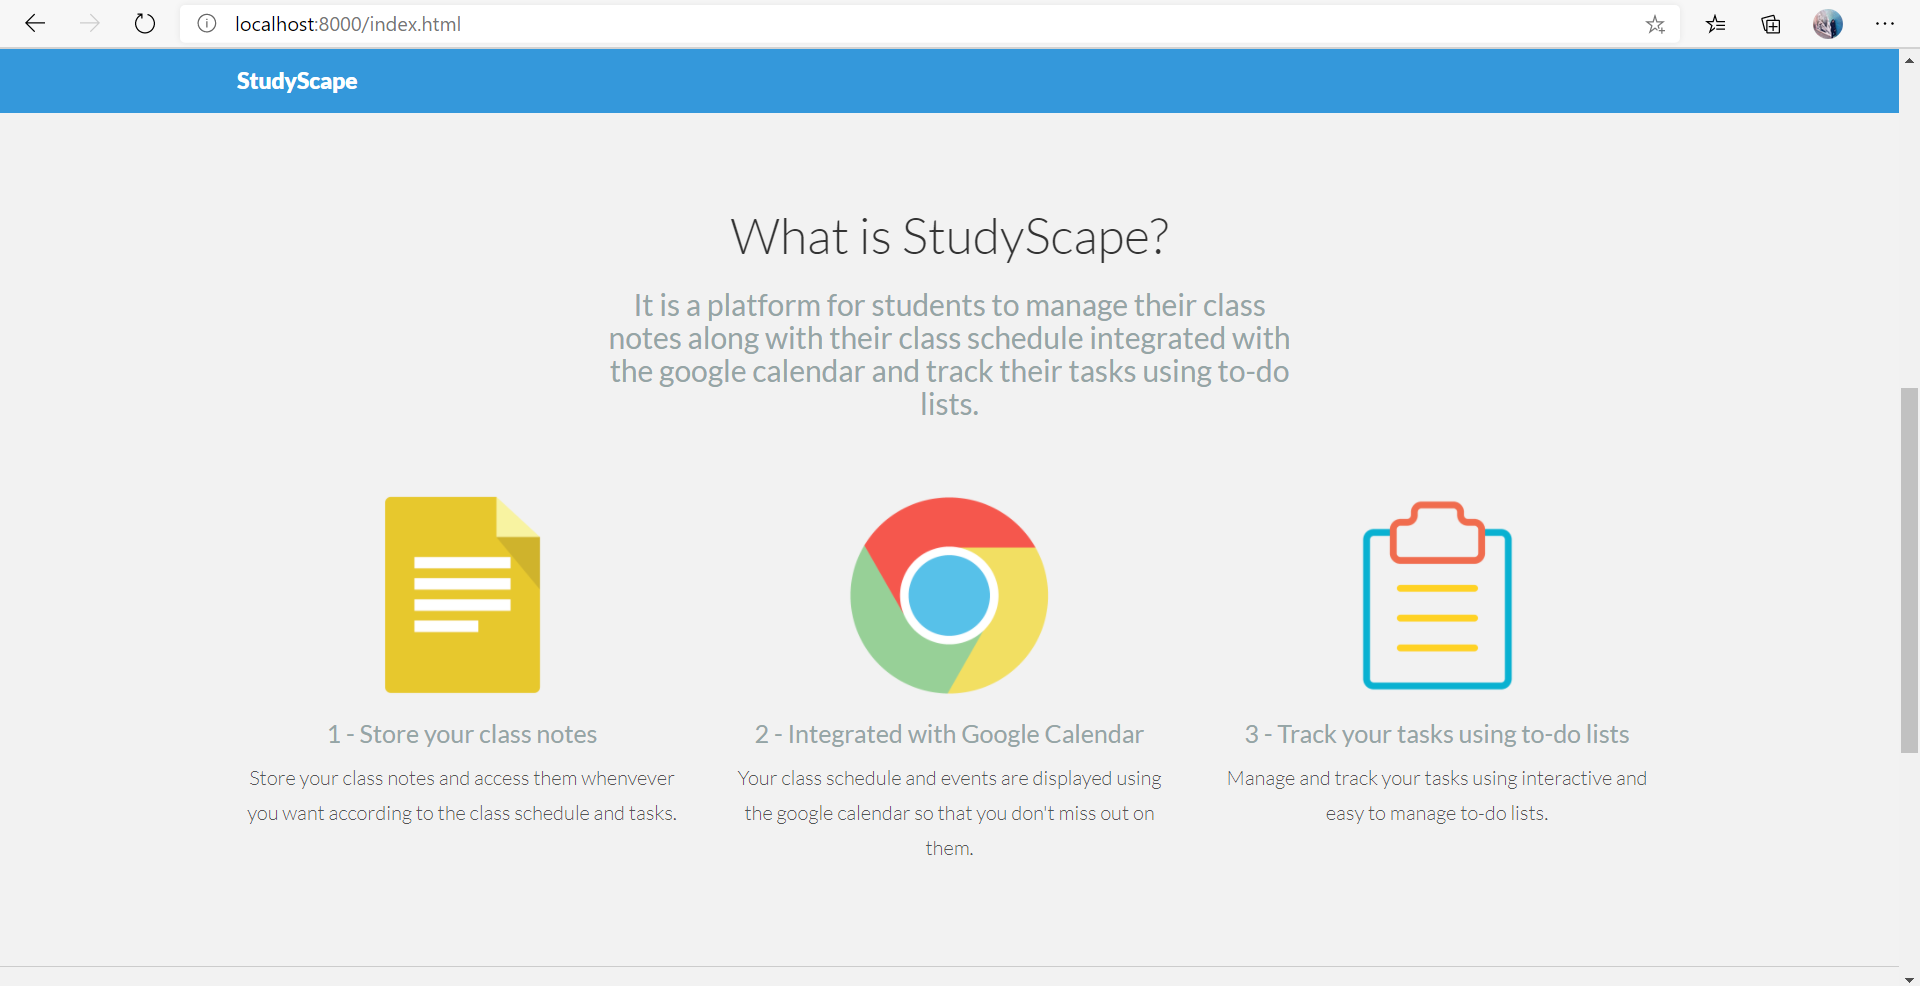 localhost:8000/index.html
StudyScape
What is StudyScape?
It is a platform for students to manage their class
notes along with their class schedule integrated with
the google calendar and track their tasks using to-do
lists.
1 - Store your class notes
Store your class notes and access them whenvever
you want according to the class schedule and tasks.
2 - Integrated with Google Calendar
Your class schedule and events are displayed using
the google calendar so that you don't miss out on
them.
3 - Track your tasks using to-do lists
Manage and track your tasks using interactive and
easy to manage to-do lists.